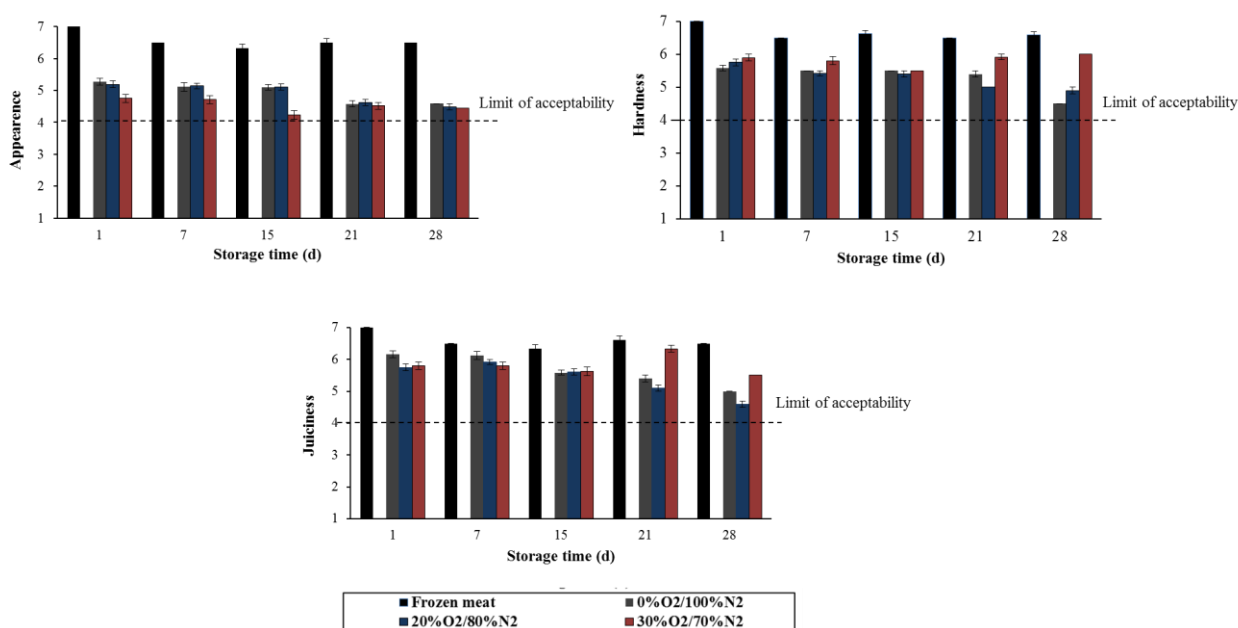 7
6
5
4
3
2
1
Appearence
Limit of acceptability
1 7 15 21 28
Storage time (d)
7
6
5
4
3
2
1
Hardness
Limit of acceptability
1 7 15 21 28
Storage time (d)
7
6
5
4
3
2
1
Juiciness
Limit of acceptability
1 7 15 21 28
Storage time (d)
Frozen meat 0%O2/100%N2
20%O2/80%N2 30%O2/70%N2